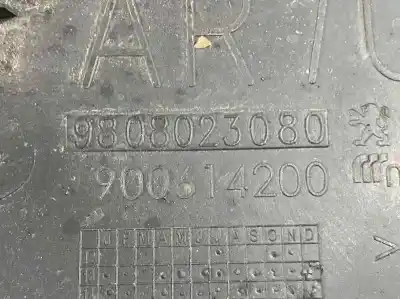 AR/C
9808023080
900614200
J F M A M J J A S O N D